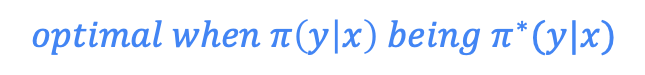 optimal when π(y|x) being π*(y|x)